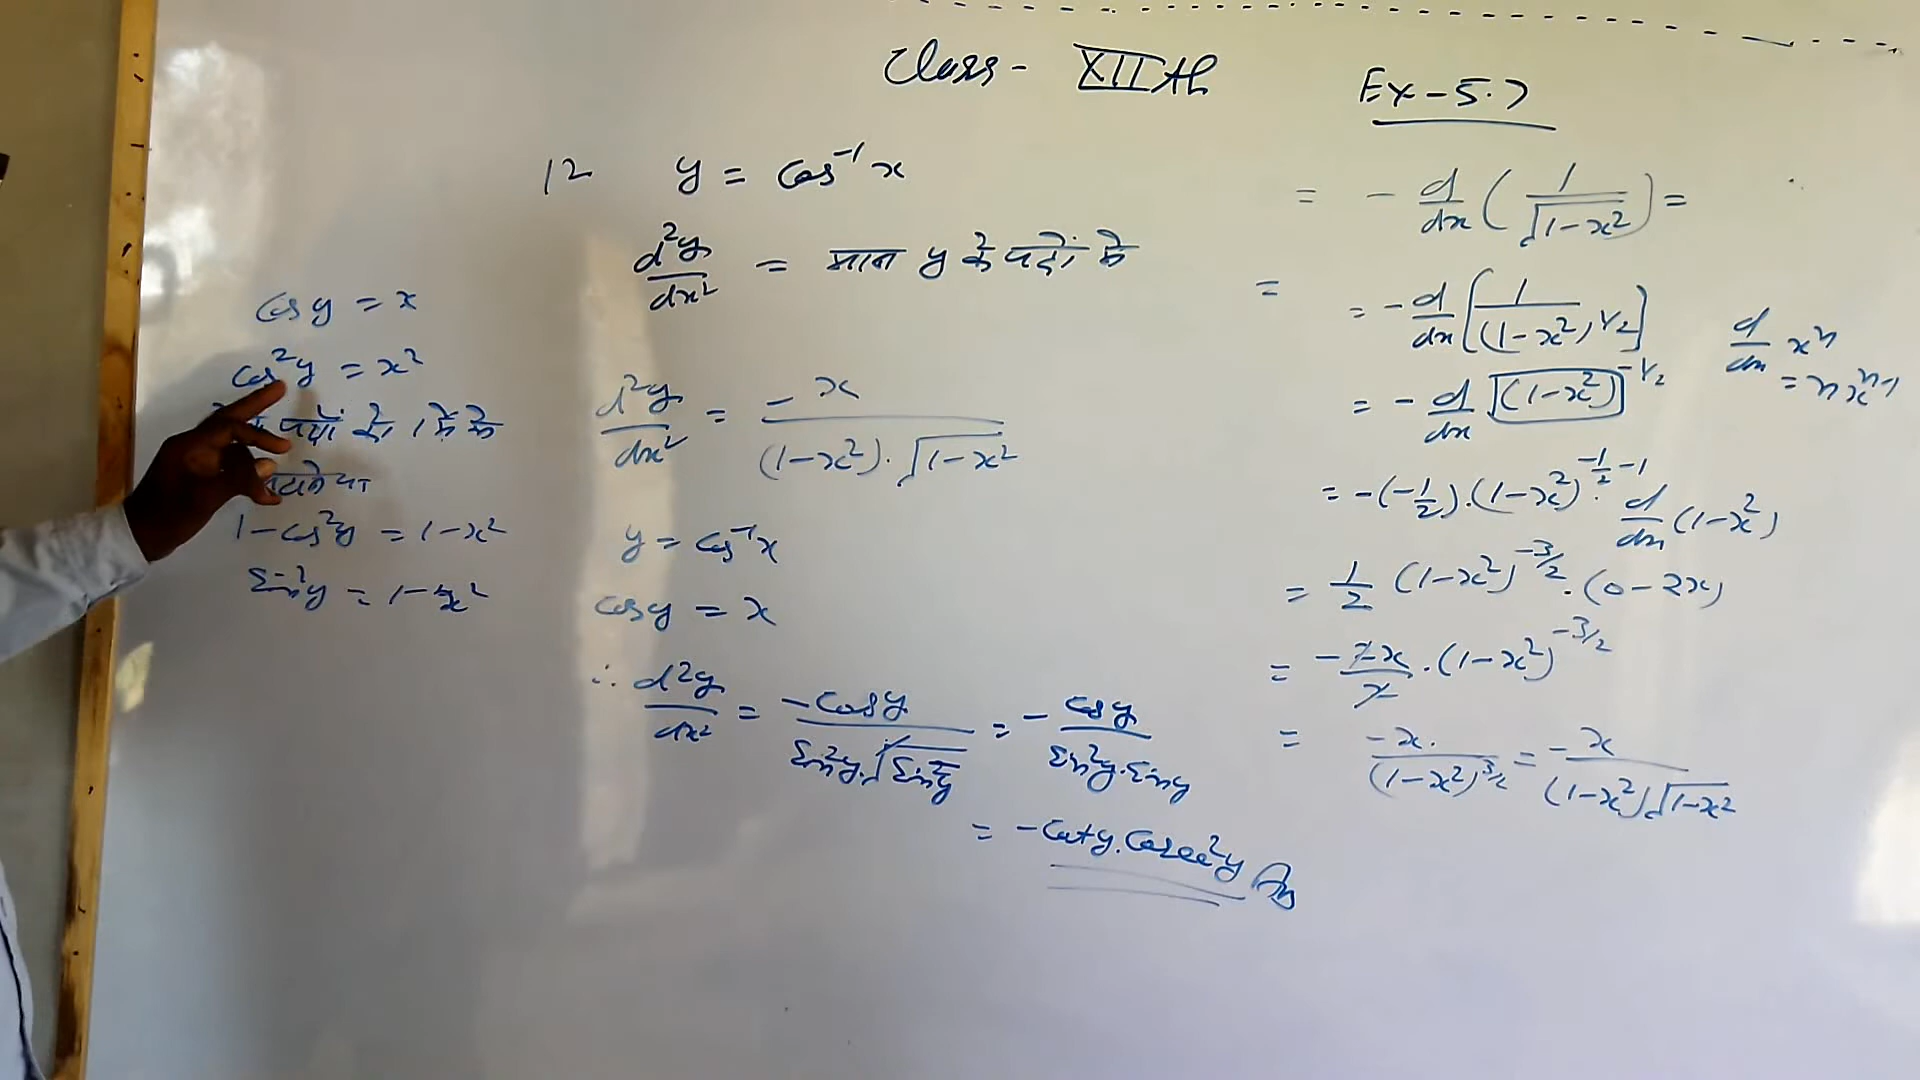 Class - XIIth
Ex-5.7
12 y = cos⁻¹x
d²y/dx² = मान y के पदों में
cos y = x
cos²y = x²
1-cos²y = 1-x²
Sin²y = 1-x²
d²y/dx² = -x/((1-x²).√(1-x²))
y = cos⁻¹x
cos y = x
∴ d²y/dx² = -cos y/(Sin²y.√(Sin²y)) = - cos y/(Sin²y.Sin y)
= -cot y. cosec²y Ans
= - d/dx (1/√(1-x²)) =
= = - d/dx [1/(1-x²)^1/2]
d/dx xⁿ
= n xⁿ⁻¹
= - d/dx [(1-x²)]^-1/2
= -(-1/2).(1-x²)^(-1/2 -1). d/dx (1-x²)
= 1/2 (1-x²)^-3/2 . (0-2x)
= -2x/2 . (1-x²)^-3/2
= -x./(1-x²)^3/2 = -x/((1-x²)√(1-x²))